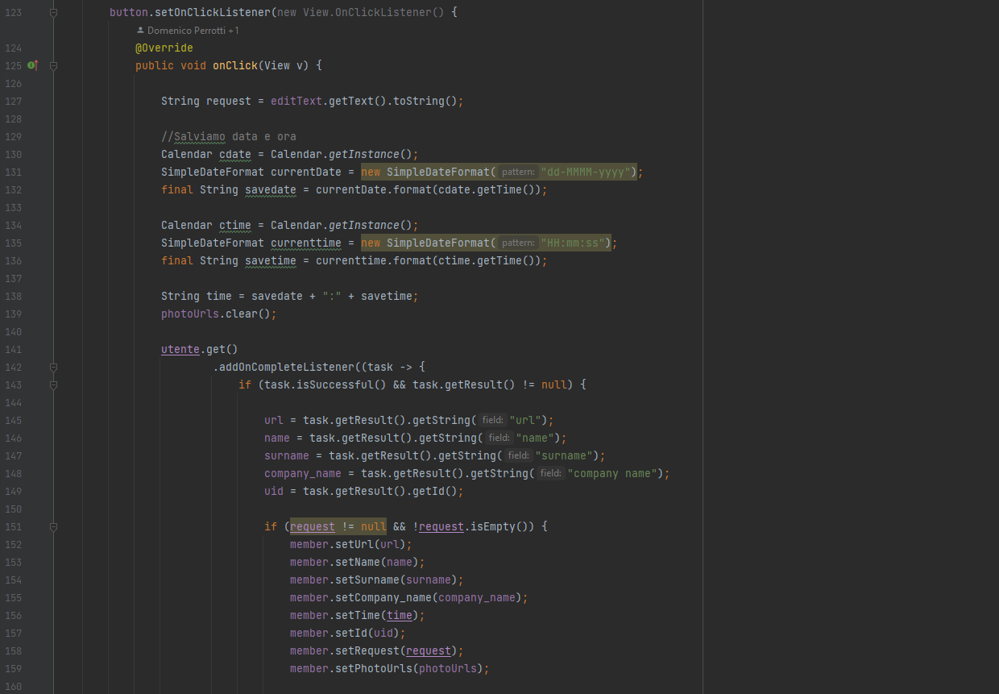 123 button.setOnClickListener(new View.OnClickListener() {
Domenico Perrotti +1
124 @Override
125 public void onClick(View v) {
126
127 String request = editText.getText().toString();
128
129 //Salviamo data e ora
130 Calendar cdate = Calendar.getInstance();
131 SimpleDateFormat currentDate = new SimpleDateFormat( pattern: "dd-MMMM-yyyy");
132 final String savedate = currentDate.format(cdate.getTime());
133
134 Calendar ctime = Calendar.getInstance();
135 SimpleDateFormat currenttime = new SimpleDateFormat( pattern: "HH:mm:ss");
136 final String savetime = currenttime.format(ctime.getTime());
137
138 String time = savedate + ":" + savetime;
139 photoUrls.clear();
140
141 utente.get()
142 .addOnCompleteListener((task -> {
143 if (task.isSuccessful() && task.getResult() != null) {
144
145 url = task.getResult().getString( field: "url");
146 name = task.getResult().getString( field: "name");
147 surname = task.getResult().getString( field: "surname");
148 company_name = task.getResult().getString( field: "company name");
149 uid = task.getResult().getId();
150
151 if (request != null && !request.isEmpty()) {
152 member.setUrl(url);
153 member.setName(name);
154 member.setSurname(surname);
155 member.setCompany_name(company_name);
156 member.setTime(time);
157 member.setId(uid);
158 member.setRequest(request);
159 member.setPhotoUrls(photoUrls);
160